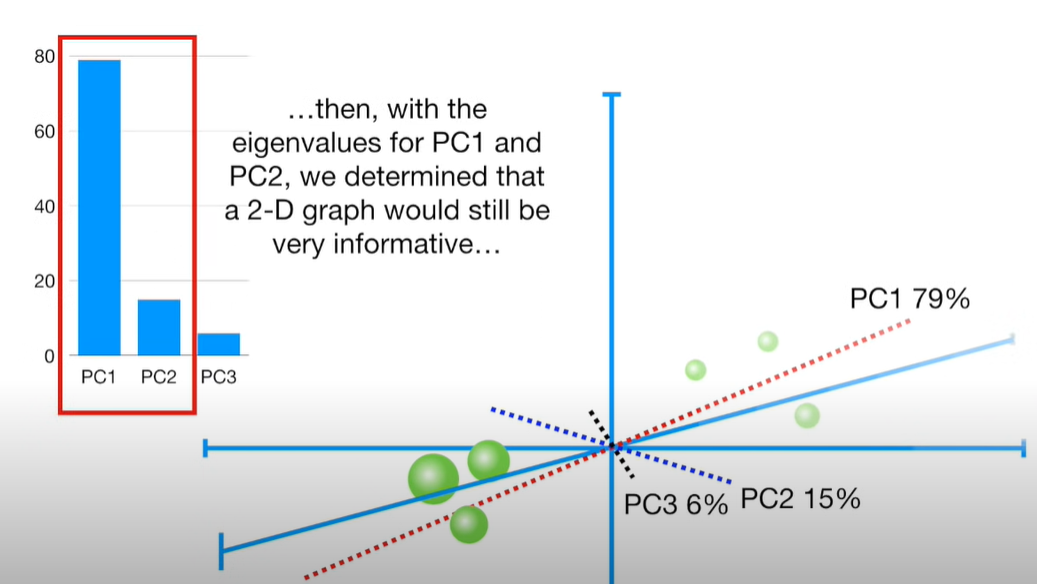 80
60
40
20
0
PC1 PC2 PC3
…then, with the
eigenvalues for PC1 and
PC2, we determined that
a 2-D graph would still be
very informative…
PC1 79%
PC3 6%
PC2 15%